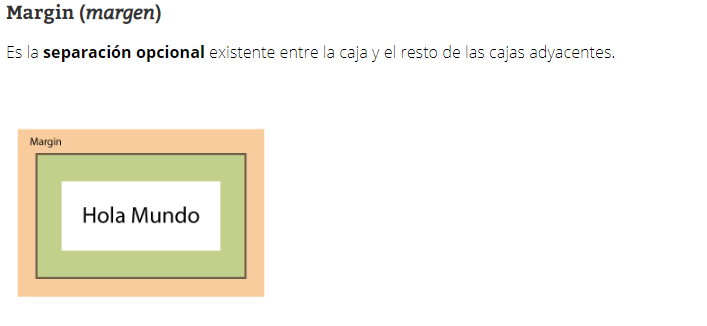 Margin (margen)
Es la separación opcional existente entre la caja y el resto de las cajas adyacentes.
Margin
Hola Mundo